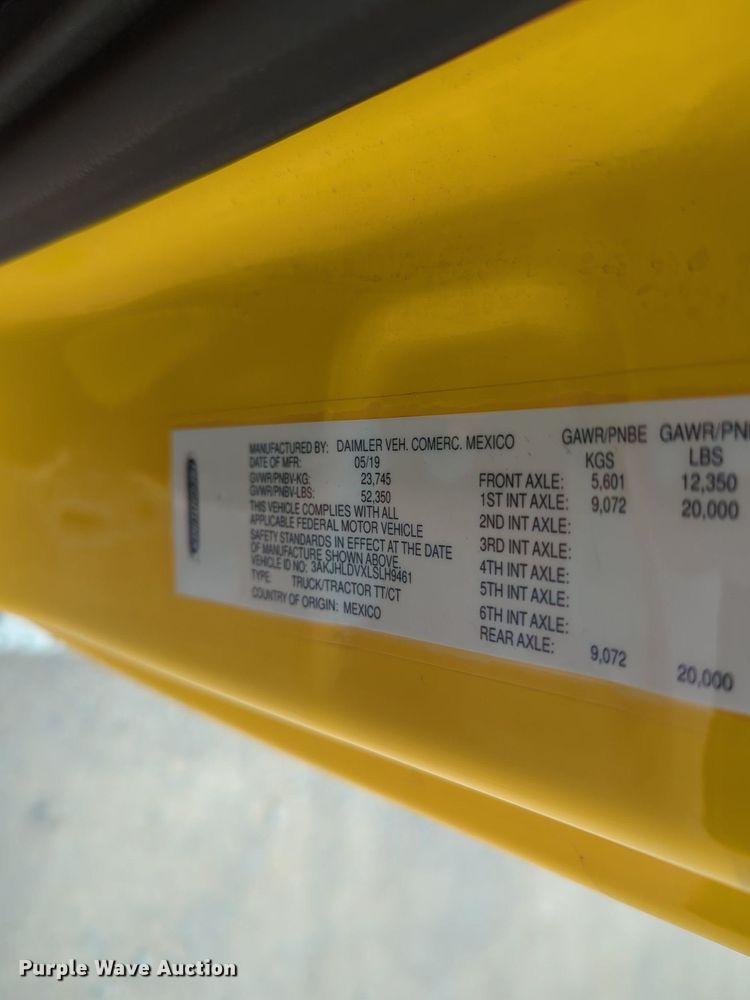 MANUFACTURED BY: DAIMLER VEH. COMERC. MEXICO
DATE OF MFR: 05/19
GVWR/PNBV-KG: 23,745
GVWR/PNBV-LBS: 52,350
THIS VEHICLE COMPLIES WITH ALL
APPLICABLE FEDERAL MOTOR VEHICLE
SAFETY STANDARDS IN EFFECT AT THE DATE
OF MANUFACTURE SHOWN ABOVE.
VEHICLE ID NO: 3AKJHLDVXLSLH9461
TYPE: TRUCK/TRACTOR TT/CT
COUNTRY OF ORIGIN: MEXICO
GAWR/PNBE GAWR/PN
KGS LBS
FRONT AXLE: 5,601 12,350
1ST INT AXLE: 9,072 20,000
2ND INT AXLE:
3RD INT AXLE:
4TH INT AXLE:
5TH INT AXLE:
6TH INT AXLE:
REAR AXLE: 9,072 20,000
Purple Wave Auction